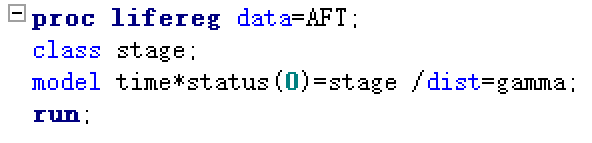 proc lifereg data=AFT;
class stage;
model time*status(0)=stage /dist=gamma;
run;